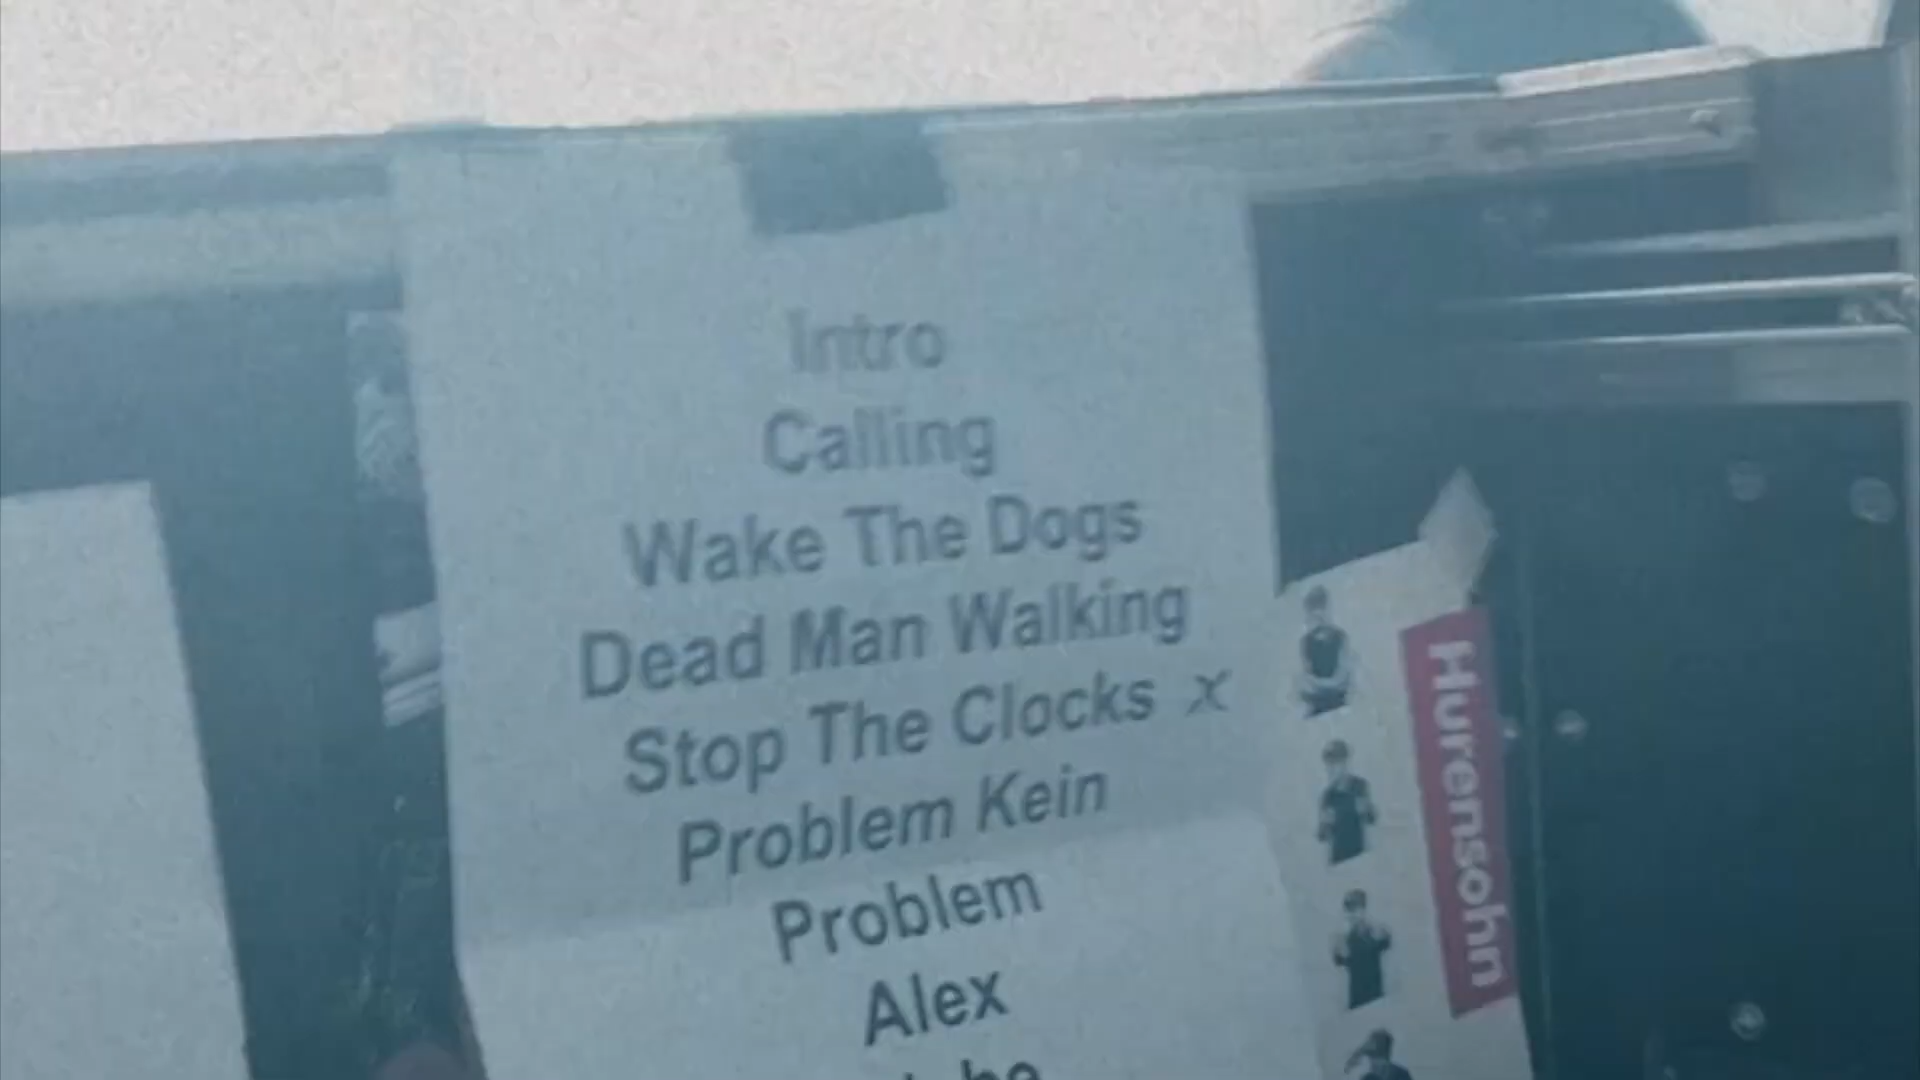 Intro
Calling
Wake The Dogs
Dead Man Walking
Stop The Clocks x
Problem Kein
Problem
Alex
Hurensohn